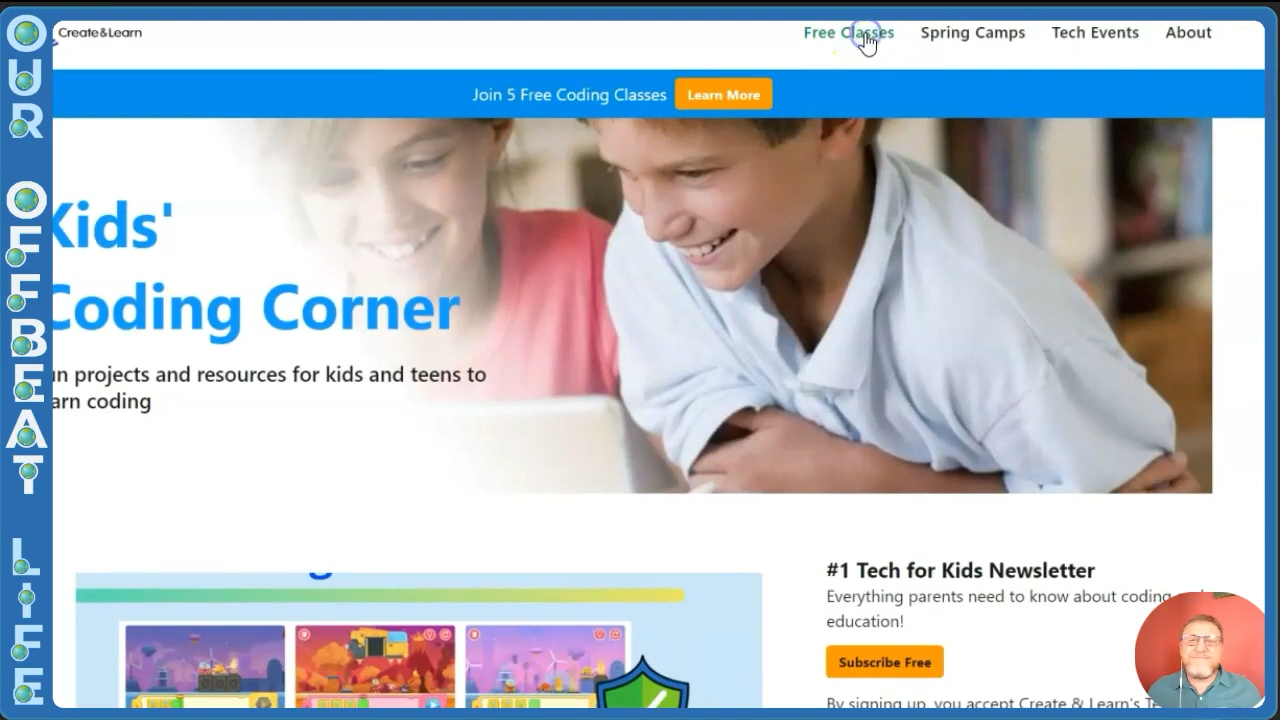 OUR OFFBEAT LIFE
Create&Learn
Free Classes
Spring Camps
Tech Events
About
Join 5 Free Coding Classes
Learn More
Kids'
Coding Corner
projects and resources for kids and teens to
coding
#1 Tech for Kids Newsletter
Everything parents need to know about coding
education!
Subscribe Free
By signing up, you accept Create & Learn's